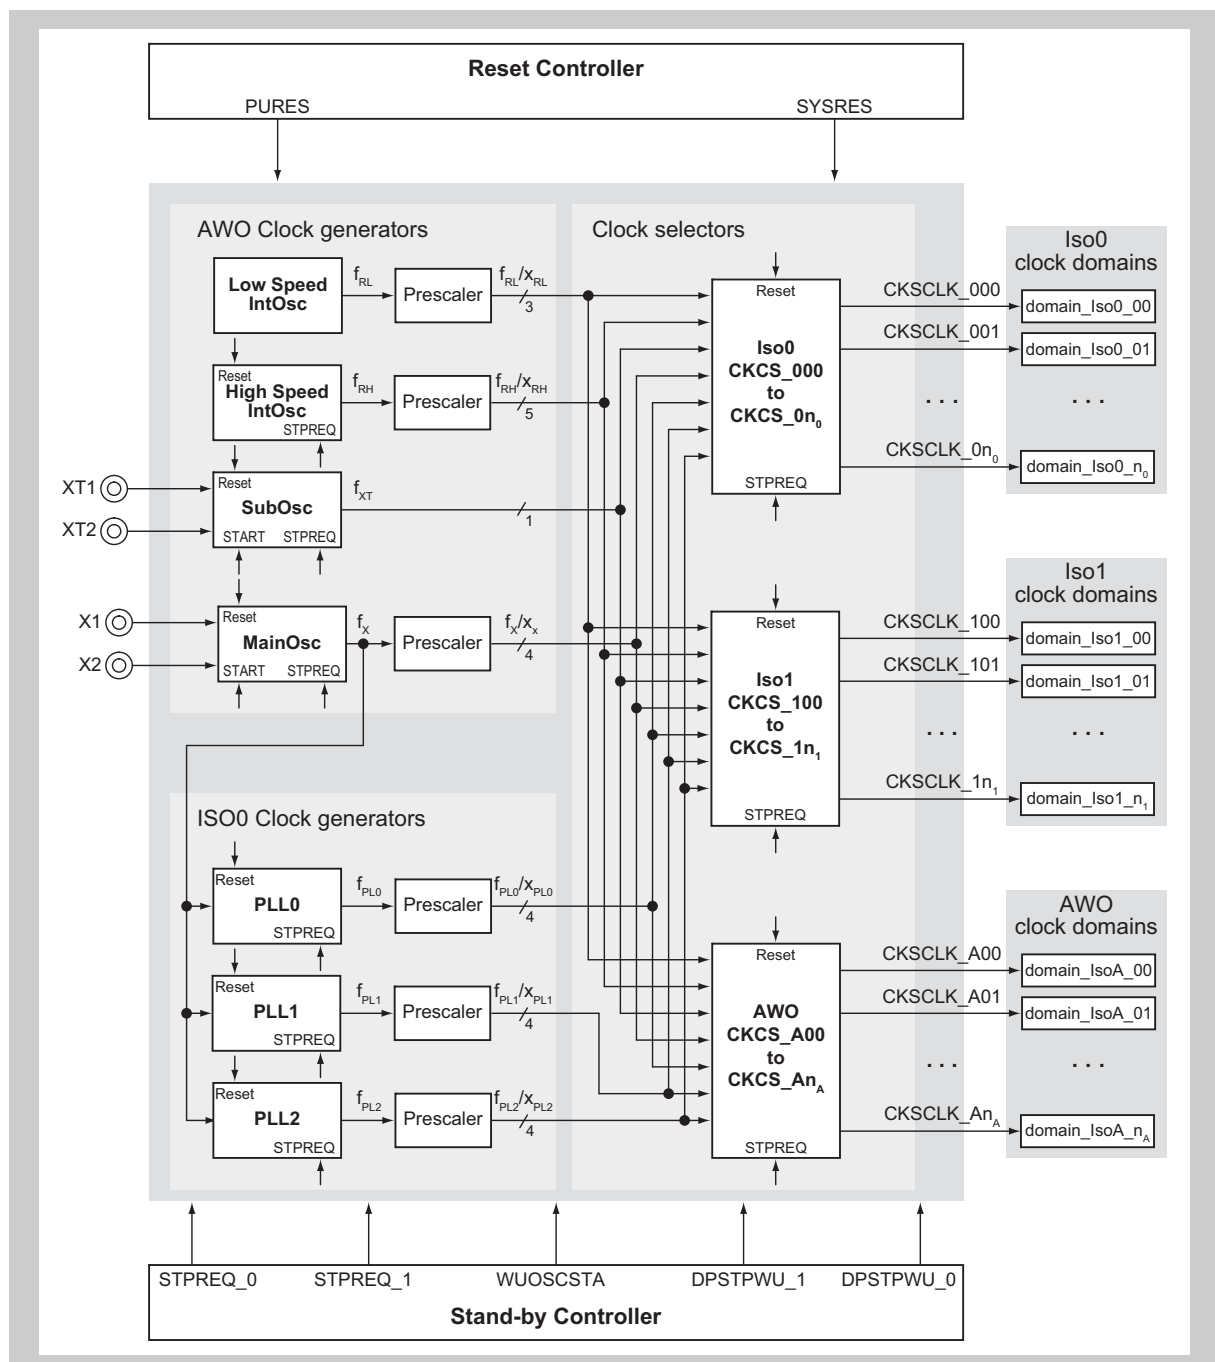 Reset Controller
PURES
SYSRES
AWO Clock generators
Low Speed
IntOsc
fRL
Prescaler
fRL/xRL
3
Reset
High Speed
IntOsc
STPREQ
fRH
Prescaler
fRH/xRH
5
XT1
XT2
Reset
SubOsc
START STPREQ
fXT
1
X1
X2
Reset
MainOsc
START STPREQ
fX
Prescaler
fX/xx
4
ISO0 Clock generators
Reset
PLL0
STPREQ
fPL0
Prescaler
fPL0/xPL0
4
Reset
PLL1
STPREQ
fPL1
Prescaler
fPL1/xPL1
4
Reset
PLL2
STPREQ
fPL2
Prescaler
fPL2/xPL2
4
Clock selectors
Reset
Iso0
CKCS_000
to
CKCS_0n0
STPREQ
CKSCLK_000
CKSCLK_001
. . .
CKSCLK_0n0
Iso0
clock domains
domain_Iso0_00
domain_Iso0_01
. . .
domain_Iso0_n0
Reset
Iso1
CKCS_100
to
CKCS_1n1
STPREQ
CKSCLK_100
CKSCLK_101
. . .
CKSCLK_1n1
Iso1
clock domains
domain_Iso1_00
domain_Iso1_01
. . .
domain_Iso1_n1
Reset
AWO
CKCS_A00
to
CKCS_AnA
STPREQ
CKSCLK_A00
CKSCLK_A01
. . .
CKSCLK_AnA
AWO
clock domains
domain_IsoA_00
domain_IsoA_01
. . .
domain_IsoA_nA
STPREQ_0
STPREQ_1
WUOSCSTA
DPSTPWU_1
DPSTPWU_0
Stand-by Controller